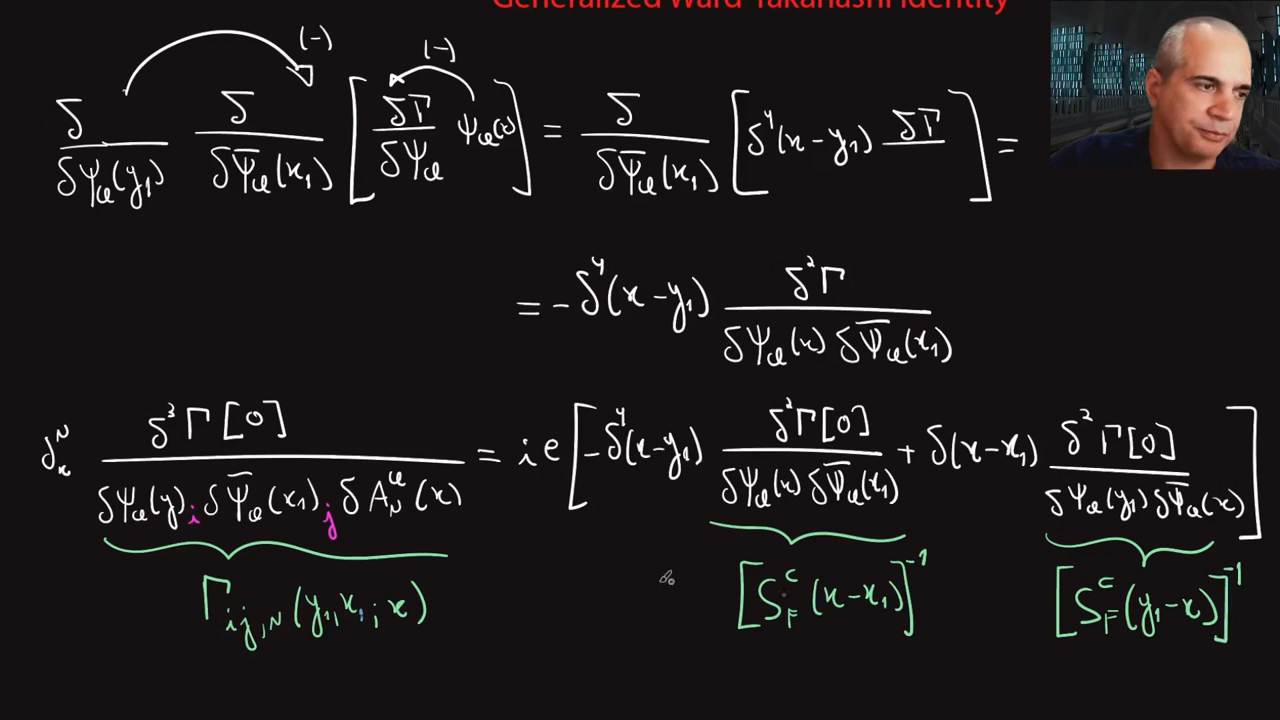 Generalized Ward Takahashi Identity
(-) (-)
δ/δψ_cl(y₁) δ/δψ̄_cl(x₁) [ δΓ/δψ_cl ψ_cl(x) ] = δ/δψ̄_cl(x₁) [ δ⁴(x-y₁) δΓ/ ] =
= - δ⁴(x-y₁) δ²Γ/δψ_cl(x) δψ̄_cl(x₁)
∂_x^μ δ³Γ[0]/δψ_cl(y)_i δψ̄_cl(x₁)_j δA_μ^cl(x) = i e [ - δ⁴(x-y₁) δ²Γ[0]/δψ_cl(x) δψ̄_cl(x₁) + δ(x-x₁) δ²Γ[0]/δψ_cl(y₁) δψ̄_cl(x) ]
Γ_ij,μ(y₁,x₁;x) [S_F^c(x-x₁)]⁻¹ [S_F^c(y₁-x)]⁻¹